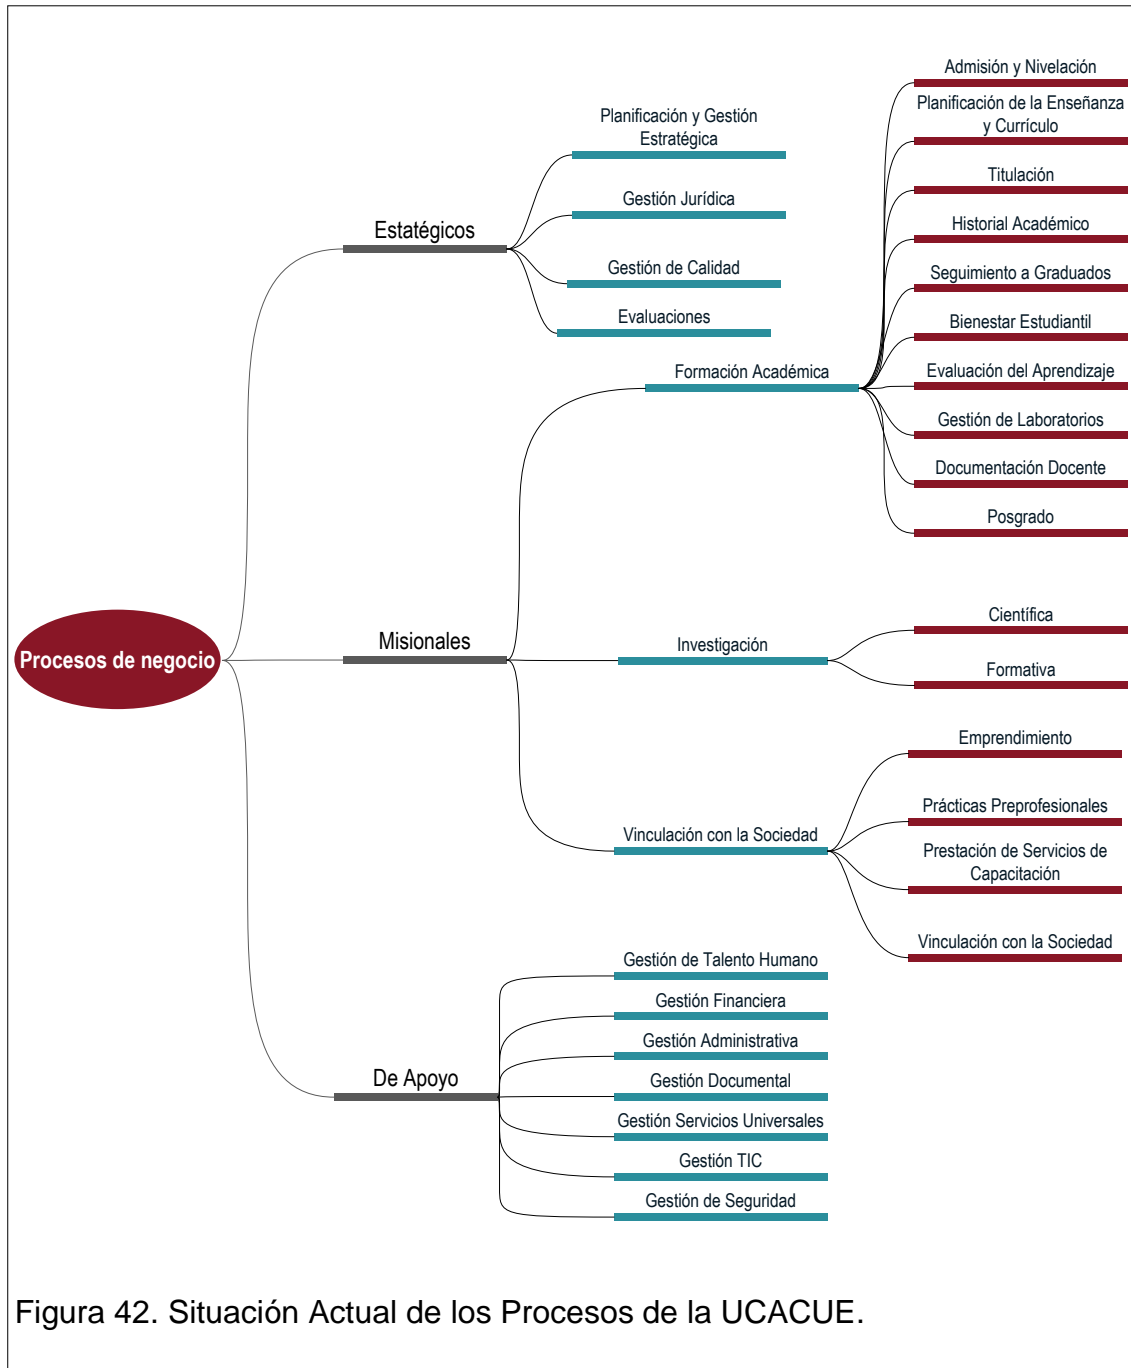 Procesos de negocio
Estatégicos
Planificación y Gestión
Estratégica
Gestión Jurídica
Gestión de Calidad
Evaluaciones
Misionales
Formación Académica
Admisión y Nivelación
Planificación de la Enseñanza
y Currículo
Titulación
Historial Académico
Seguimiento a Graduados
Bienestar Estudiantil
Evaluación del Aprendizaje
Gestión de Laboratorios
Documentación Docente
Posgrado
Investigación
Científica
Formativa
Vinculación con la Sociedad
Emprendimiento
Prácticas Preprofesionales
Prestación de Servicios de
Capacitación
Vinculación con la Sociedad
De Apoyo
Gestión de Talento Humano
Gestión Financiera
Gestión Administrativa
Gestión Documental
Gestión Servicios Universales
Gestión TIC
Gestión de Seguridad
Figura 42. Situación Actual de los Procesos de la UCACUE.